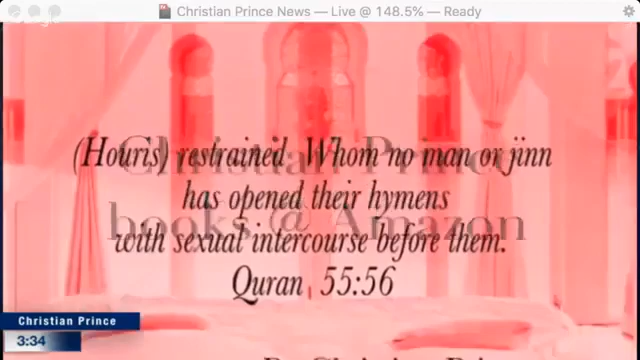 Christian Prince News — Live @ 148.5% — Ready
(Houris) restrained Whom no man or jinn
has opened their hymens
with sexual intercourse before them.
Quran 55:56
Christian Prince
books @ Amazon
Christian Prince
3:34